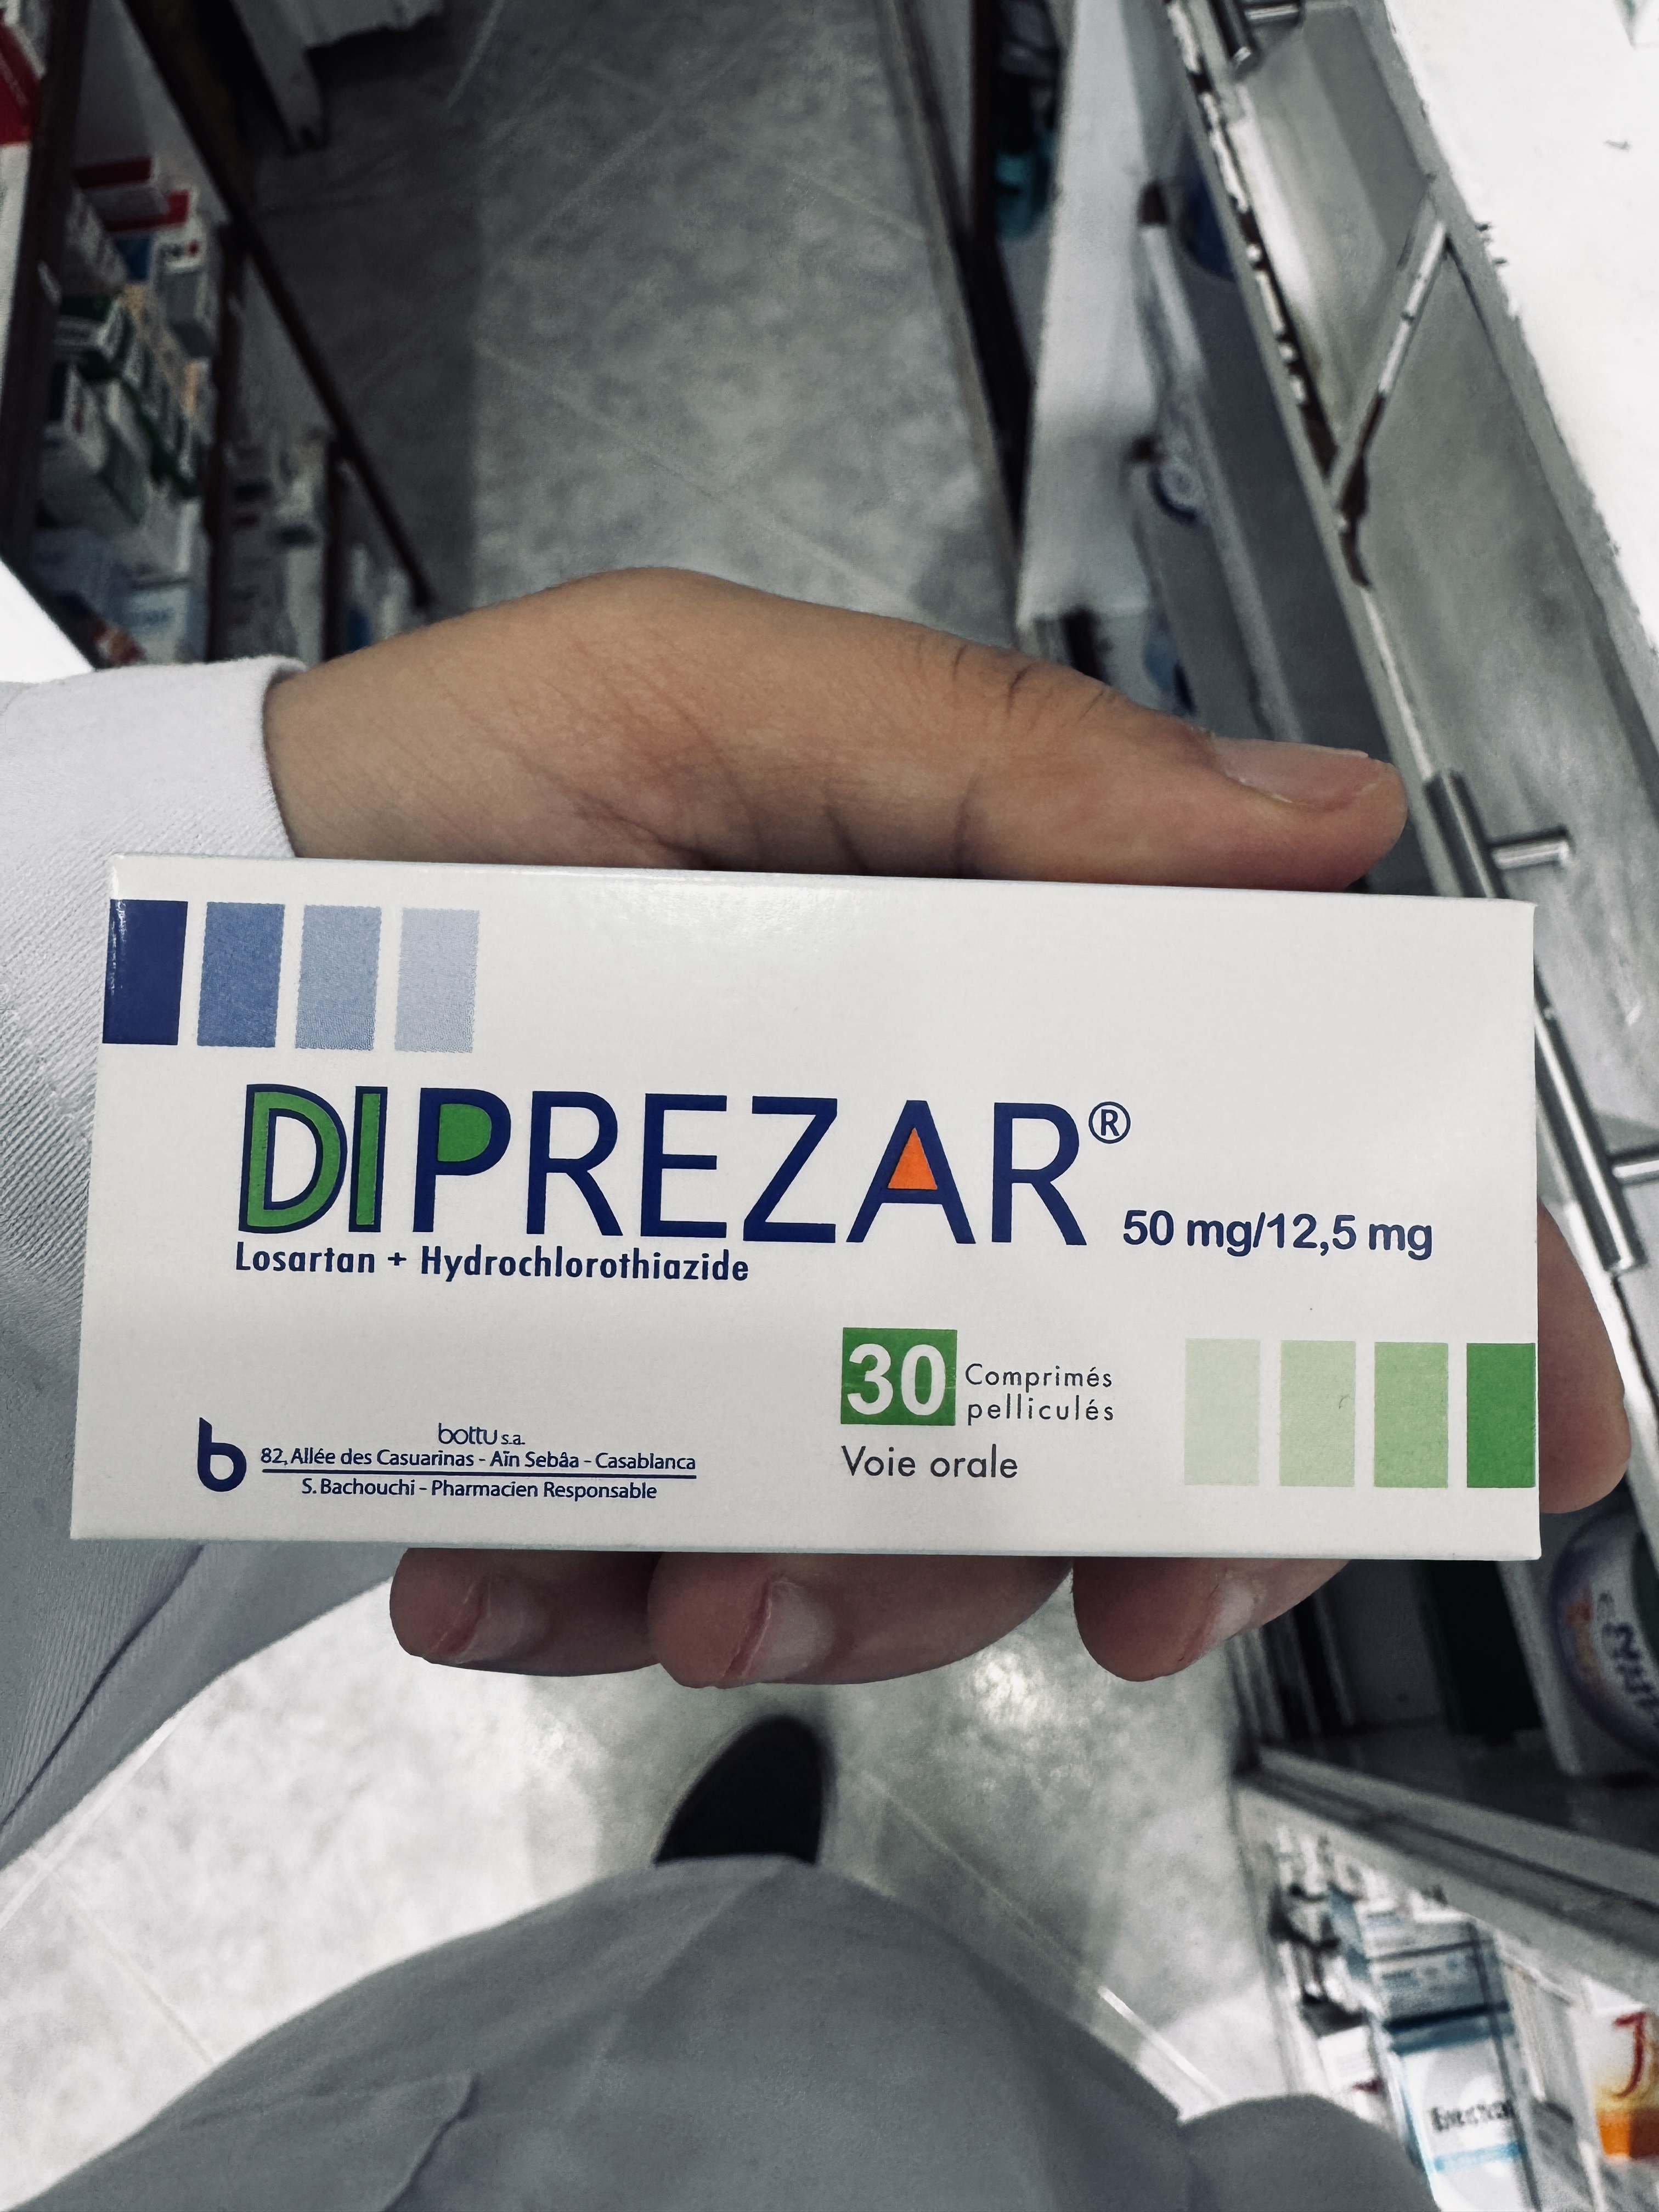 DIPREZAR® 50 mg/12,5 mg
Losartan + Hydrochlorothiazide
30 Comprimés
pelliculés
Voie orale
b
bottu s.a.
82, Allée des Casuarinas - Aïn Sebâa - Casablanca
S. Bachouchi - Pharmacien Responsable